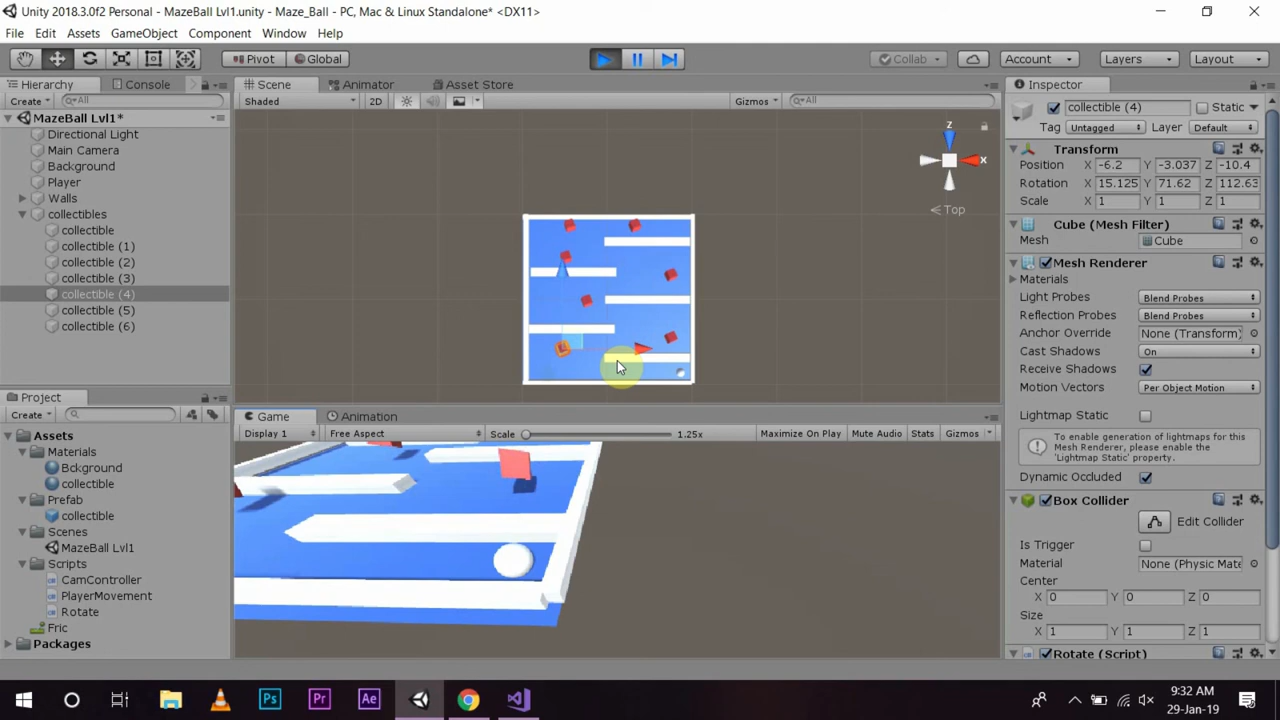 Unity 2018.3.0f2 Personal - MazeBall Lvl1.unity - Maze_Ball - PC, Mac & Linux Standalone* <DX11>
File Edit Assets GameObject Component Window Help
Pivot Global Collab Account Layers Layout
Hierarchy Console Scene Animator Asset Store Inspector
Create All Shaded 2D Gizmos All collectible (4) Static
MazeBall Lvl1* Tag Untagged Layer Default
Directional Light
Main Camera
Background
Player
Walls
collectibles
collectible
collectible (1)
collectible (2)
collectible (3)
collectible (4)
collectible (5)
collectible (6)
z
x
Top
Transform
Position X -6.2 Y -3.037 Z -10.4
Rotation X 15.125 Y 71.62 Z 112.63
Scale X 1 Y 1 Z 1
Cube (Mesh Filter)
Mesh Cube
Mesh Renderer
Materials
Light Probes Blend Probes
Reflection Probes Blend Probes
Anchor Override None (Transform)
Cast Shadows On
Receive Shadows
Motion Vectors Per Object Motion
Lightmap Static
To enable generation of lightmaps for this
Mesh Renderer, please enable the
'Lightmap Static' property.
Dynamic Occluded
Box Collider
Edit Collider
Is Trigger
Material None (Physic Mate
Center
X 0 Y 0 Z 0
Size
X 1 Y 1 Z 1
Rotate (Script)
Project
Create
Assets
Materials
Bckground
collectible
Prefab
collectible
Scenes
MazeBall Lvl1
Scripts
CamController
PlayerMovement
Rotate
Fric
Packages
Game Animation
Display 1 Free Aspect Scale 1.25x Maximize On Play Mute Audio Stats Gizmos
Ps Pr Ae
9:32 AM
29-Jan-19